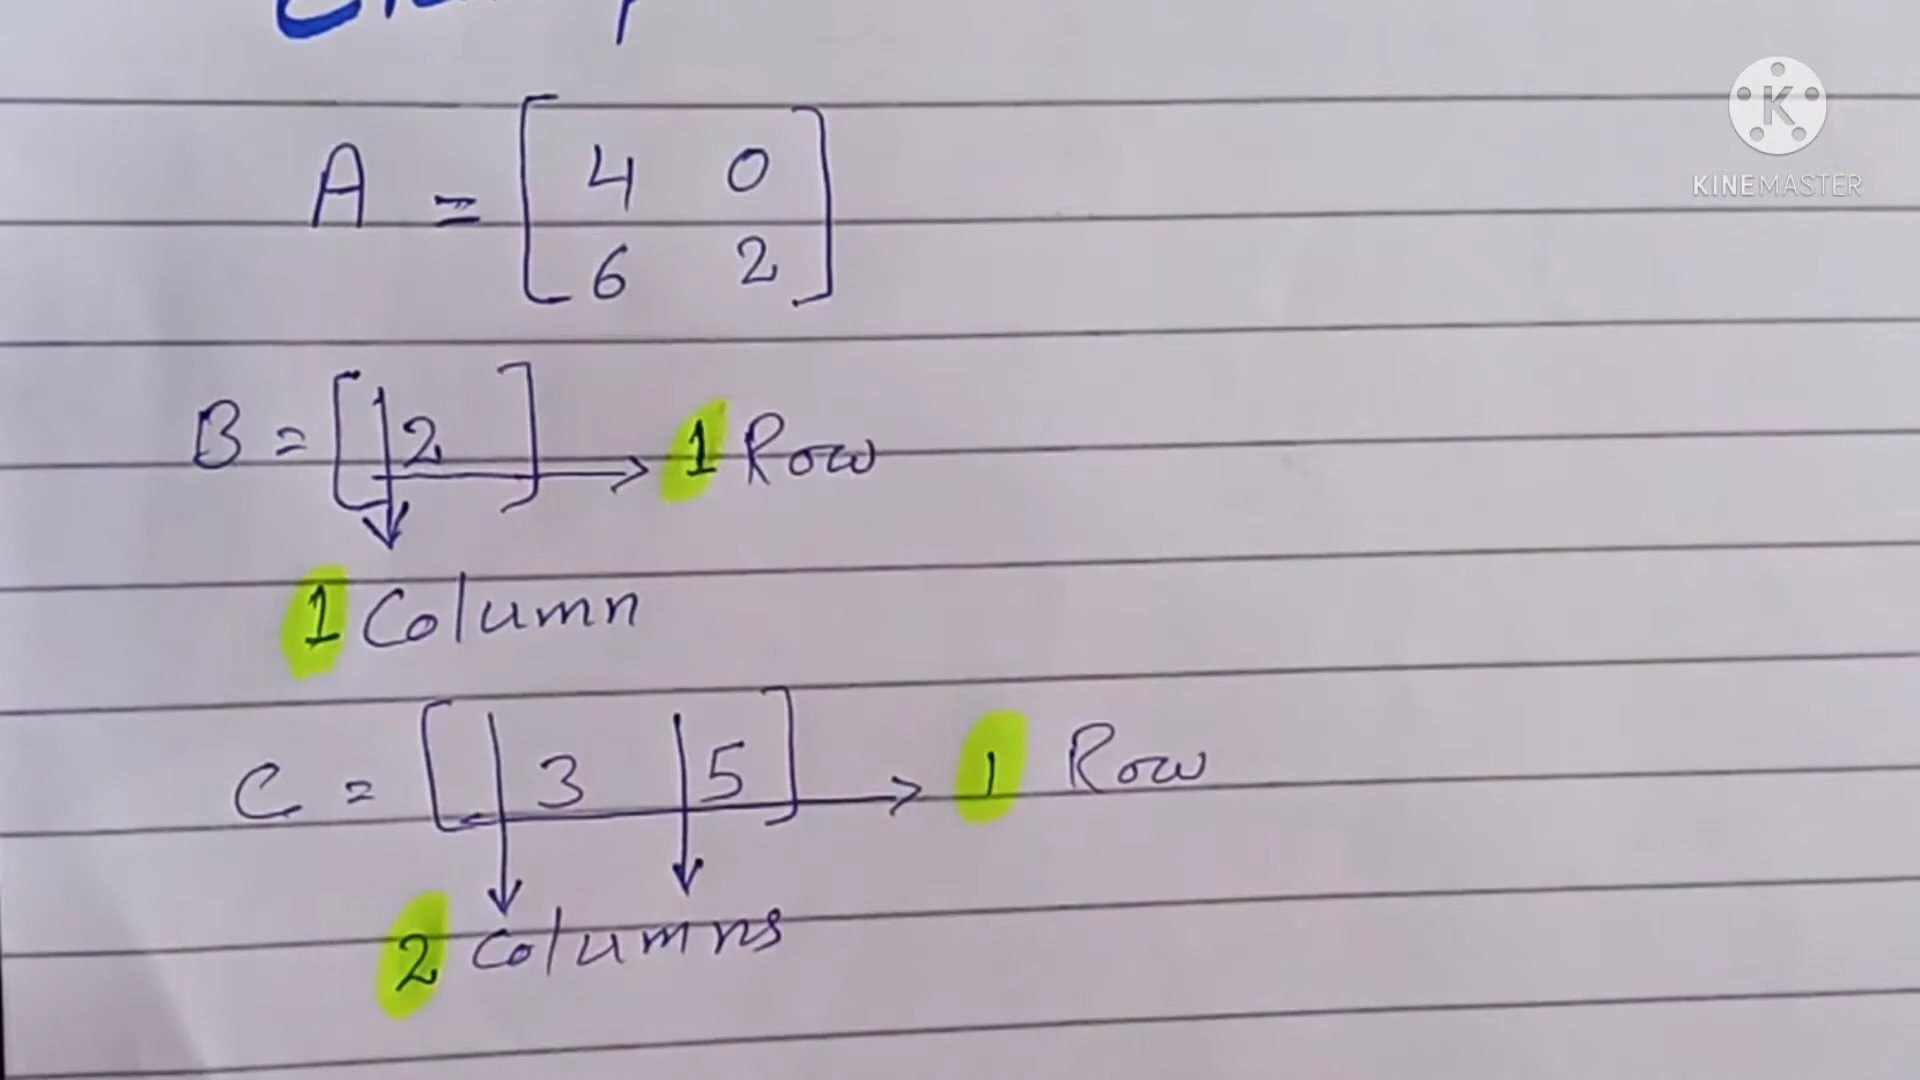 A = [ 4 0
6 2 ]
B = [ 2 ] → 1 Row
1 Column
C = [ 3 5 ] → 1 Row
2 Columns
KINEMASTER